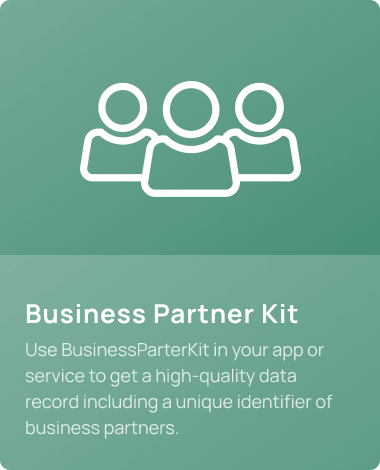 Business Partner Kit
Use BusinessParterKit in your app or
service to get a high-quality data
record including a unique identifier of
business partners.